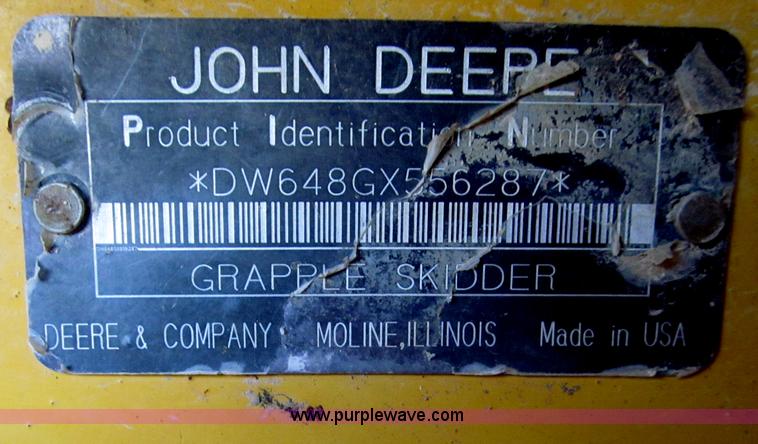 JOHN DEERE
Product Identification Number
*DW648GX556287*
GRAPPLE SKIDDER
DEERE & COMPANY MOLINE, ILLINOIS Made in USA
www.purplewave.com